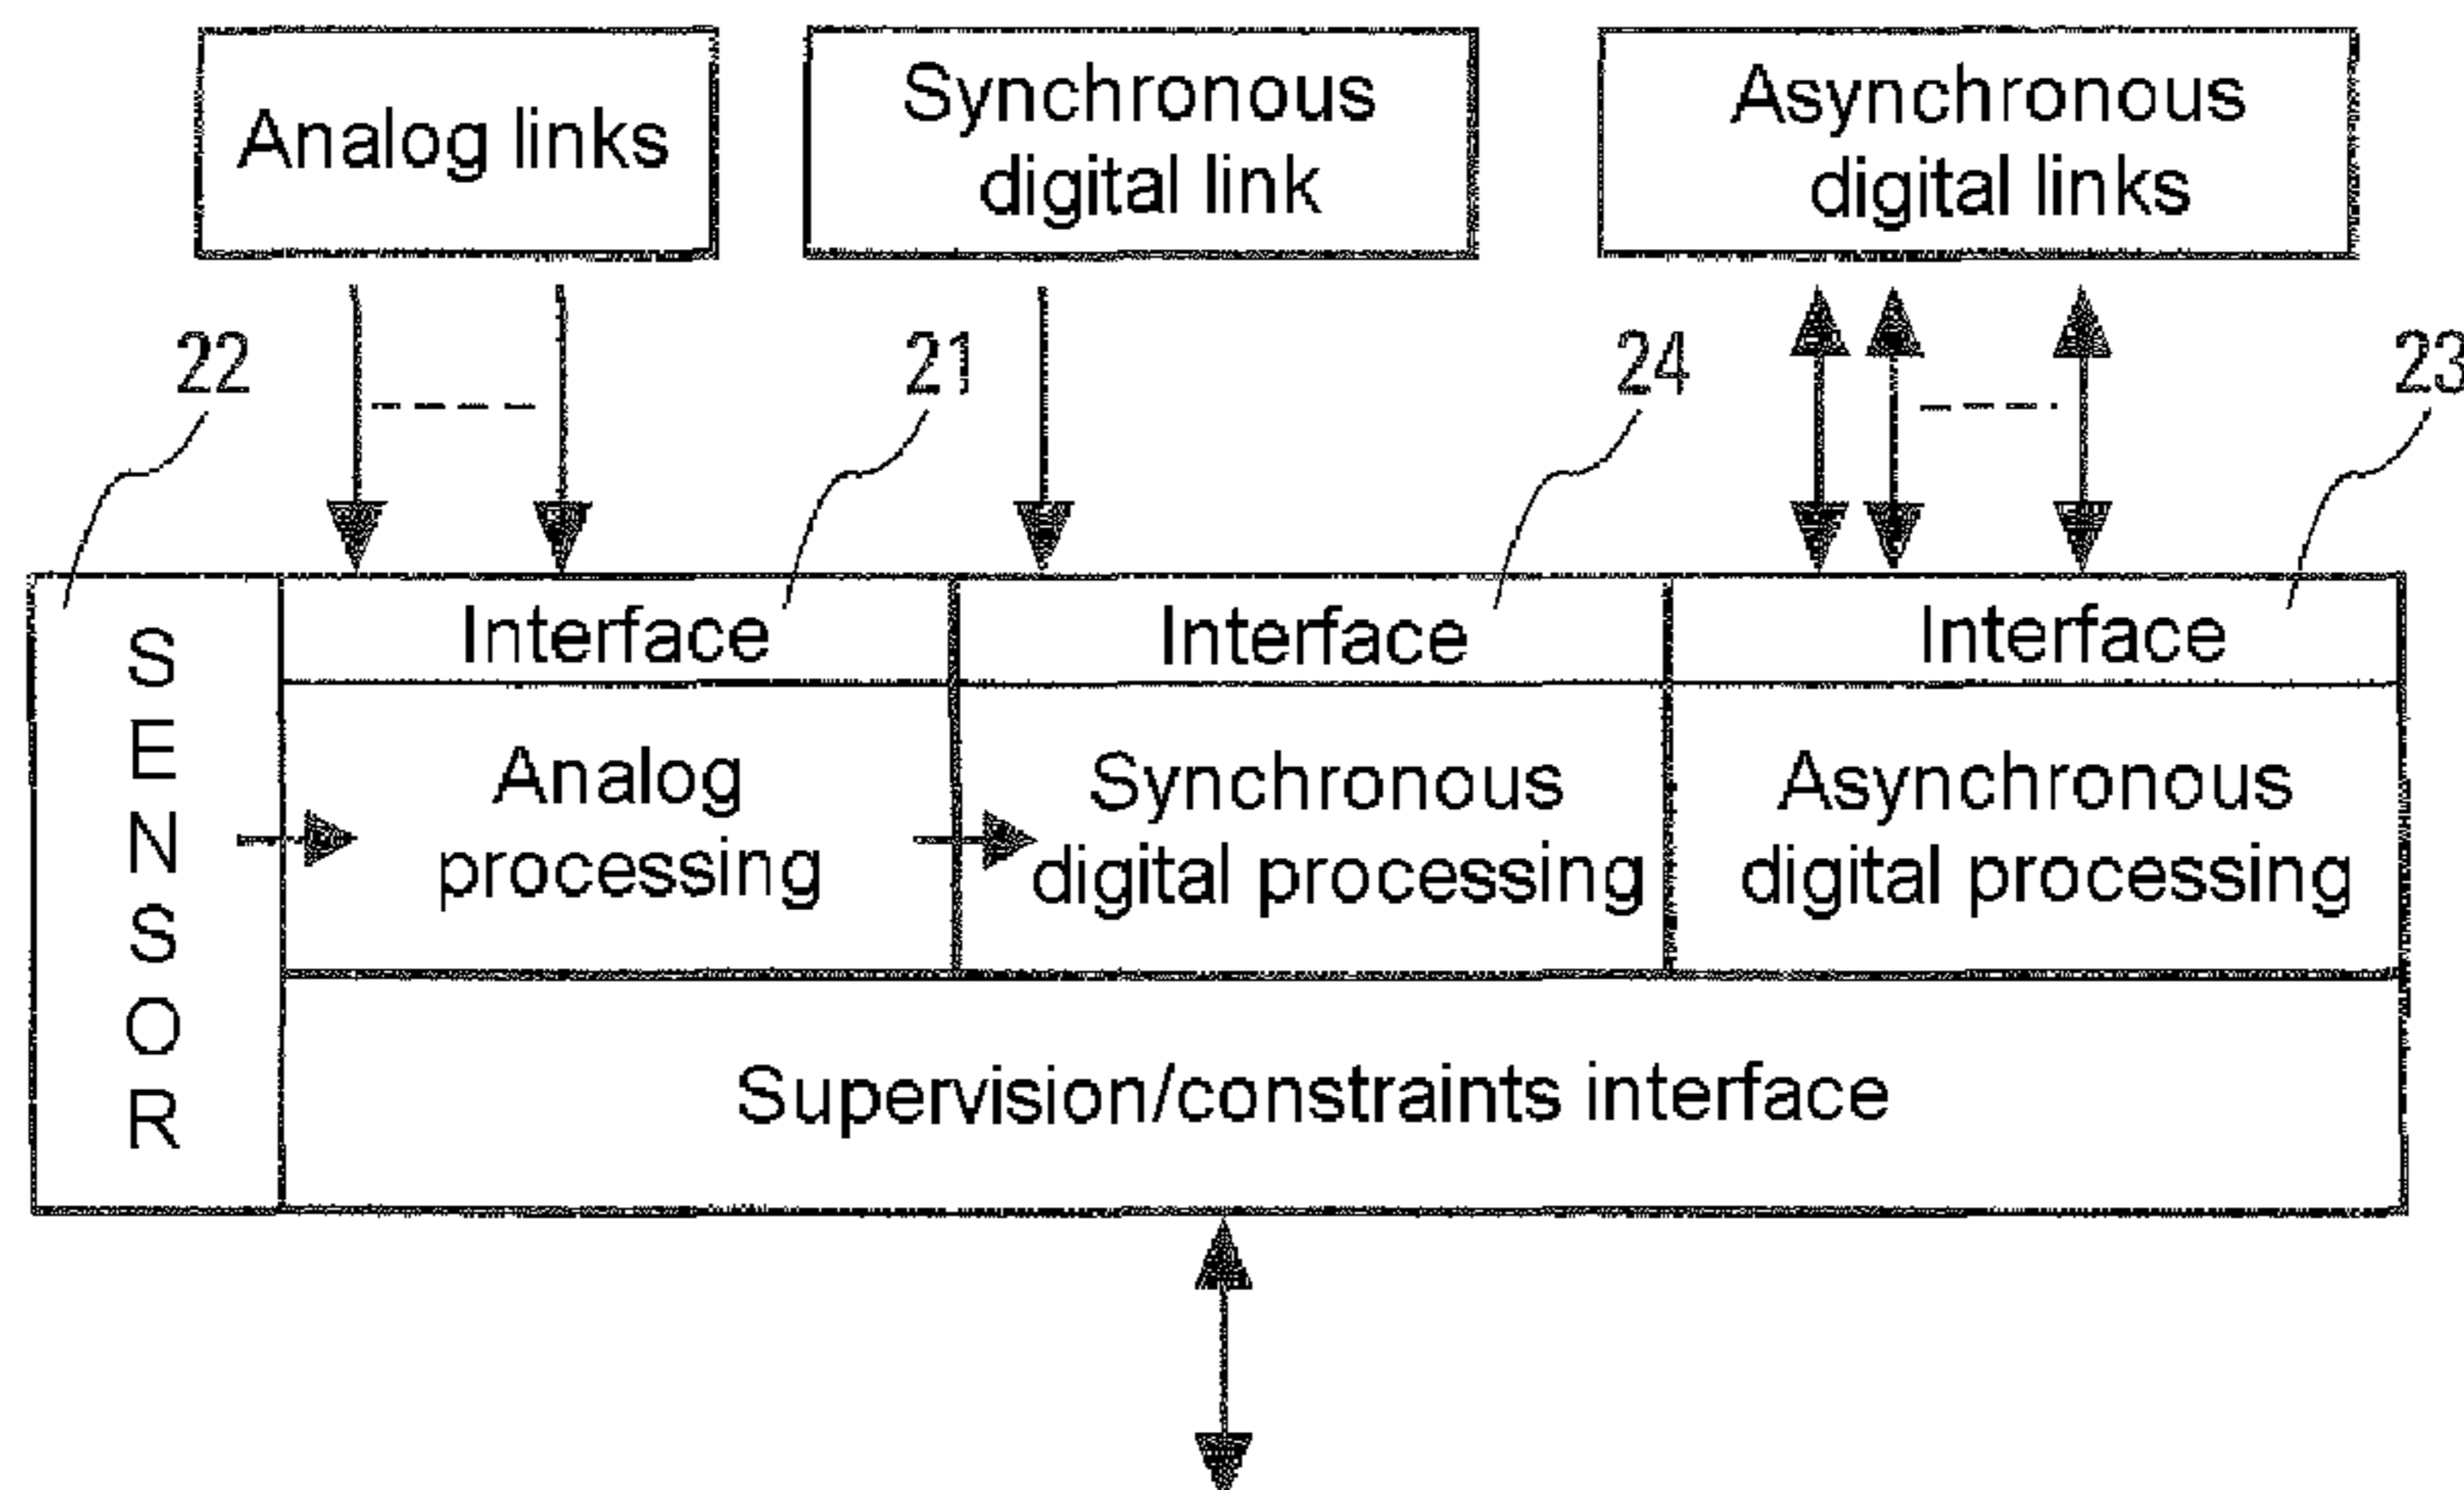 Analog links
Synchronous
digital link
Asynchronous
digital links
22
21
24
23
SENSOR
Interface
Interface
Interface
Analog
processing
Synchronous
digital processing
Asynchronous
digital processing
Supervision/constraints interface